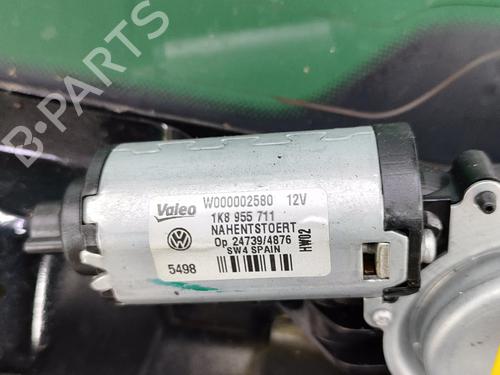 B-PARTS
Valeo W000002580 12V
1K8 955 711
NAHENTSTOERT
Op 24739/4876
SW4 SPAIN
HW02
5498